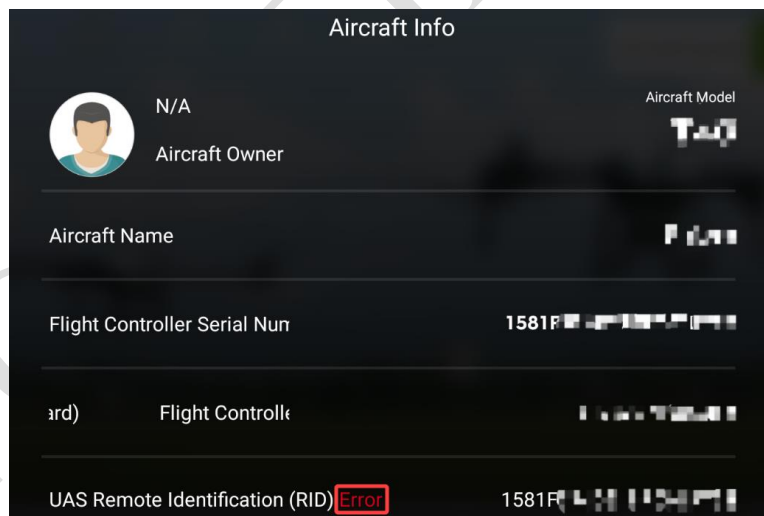 Aircraft Info
N/A
Aircraft Model
Aircraft Owner
Aircraft Name
Flight Controller Serial Num
1581F
ard)
Flight Controlle
UAS Remote Identification (RID) Error
1581F